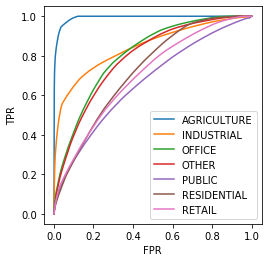 TPR
1.0
0.8
0.6
0.4
0.2
0.0
AGRICULTURE
INDUSTRIAL
OFFICE
OTHER
PUBLIC
RESIDENTIAL
RETAIL
0.0 0.2 0.4 0.6 0.8 1.0
FPR